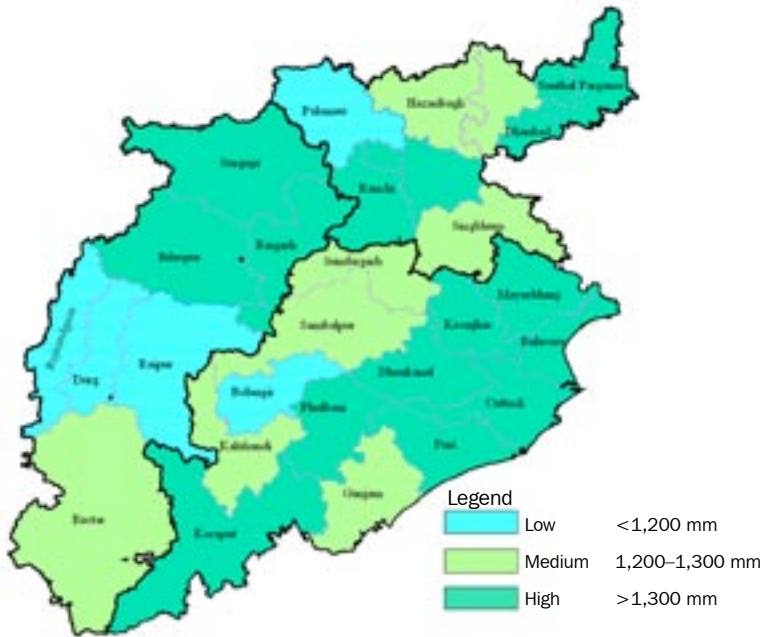 Palamau
Hazaribagh
Santhal Parganas
Dhanbad
Surguja
Ranchi
Singhbhum
Bilaspur
Raigarh
Sundargarh
Mayurbhanj
Keonjhar
Sambalpur
Balasore
Rajnandgaon
Durg
Raipur
Bolangir
Dhenkanal
Phulbani
Cuttack
Kalahandi
Puri
Ganjam
Bastar
Koraput
Legend
Low <1,200 mm
Medium 1,200–1,300 mm
High >1,300 mm